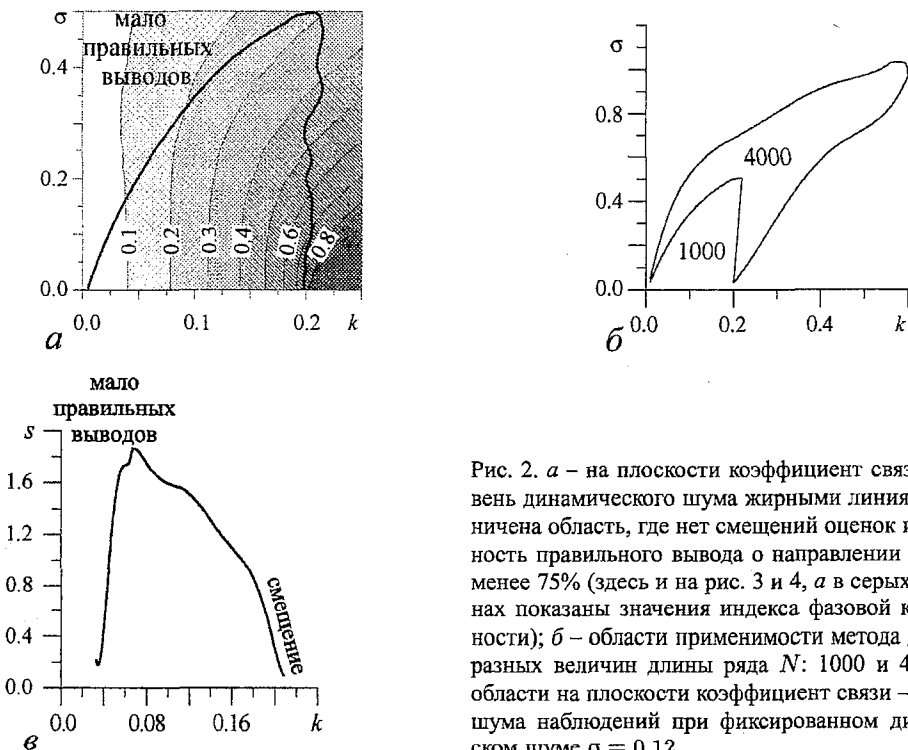 σ
мало
правильных
выводов
0.4
0.2
0.0
0.1
0.2
0.3
0.4
0.6
0.8
0.0
0.1
0.2
k
а
σ
0.8
0.4
0.0
4000
1000
0.0
0.2
0.4
k
б
мало
правильных
выводов
s
1.6
1.2
0.8
0.4
0.0
смещение
0.0
0.08
0.16
k
в
Рис. 2. а – на плоскости коэффициент связ
вень динамического шума жирными линия
ничена область, где нет смещений оценок и
ность правильного вывода о направлении
менее 75% (здесь и на рис. 3 и 4, а в серых
нах показаны значения индекса фазовой к
ности); б – области применимости метода
разных величин длины ряда N: 1000 и 4
области на плоскости коэффициент связи –
шума наблюдений при фиксированном ди
ском шуме σ = 0.1?